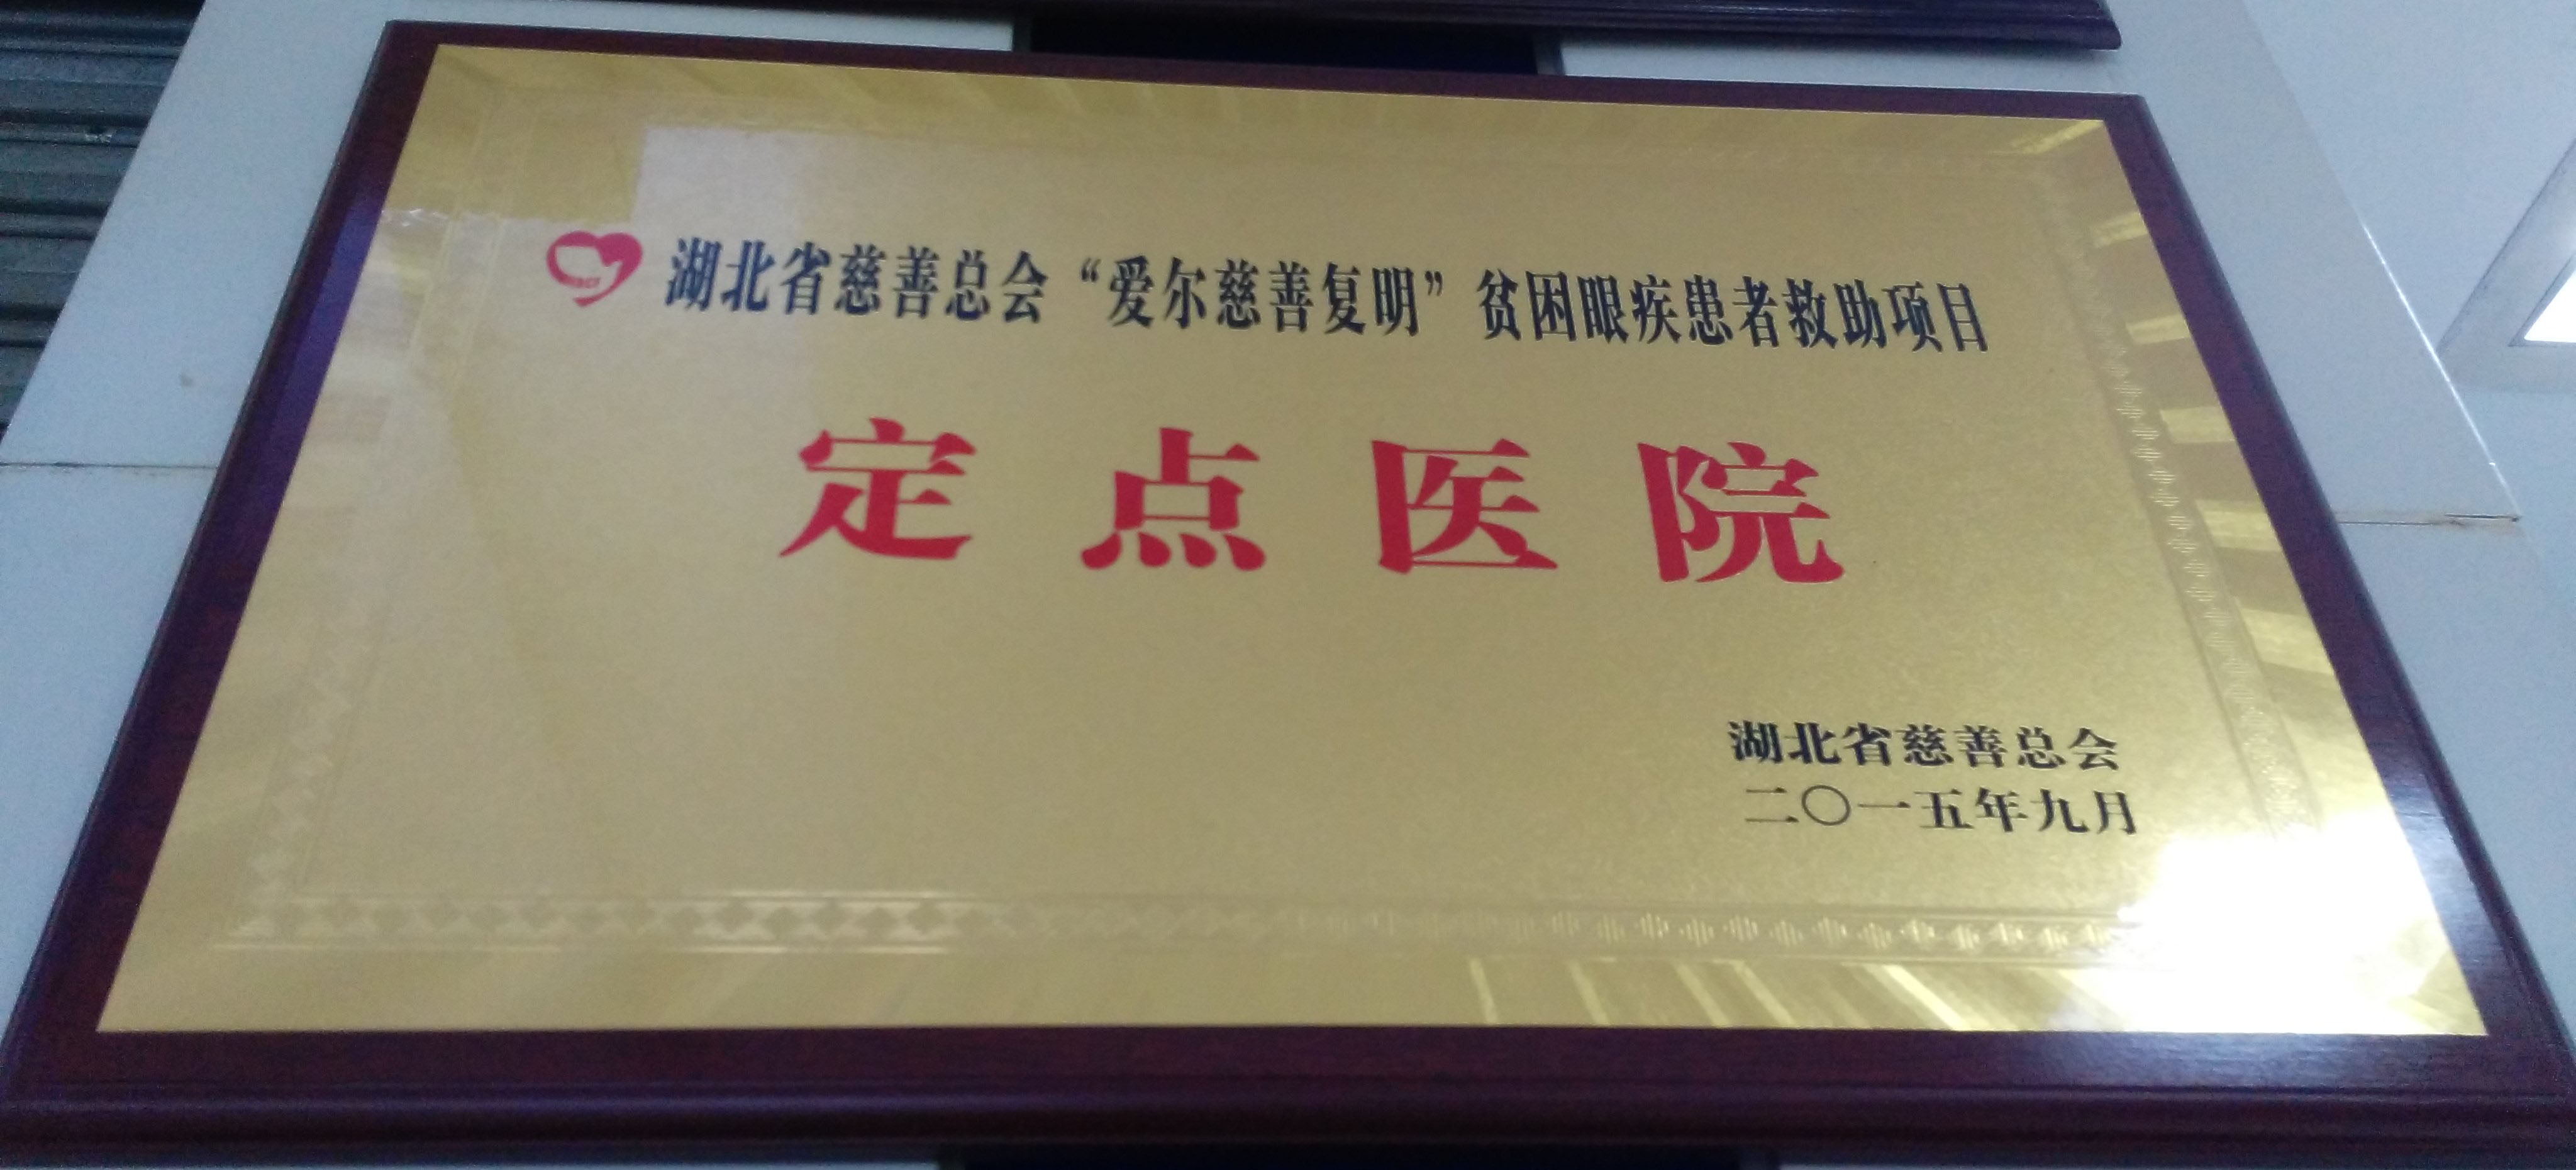 湖北省慈善总会“爱尔慈善复明”贫困眼疾患者救助项目
定点医院
湖北省慈善总会
二〇一五年九月